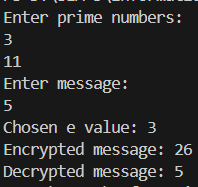 Enter prime numbers:
3
11
Enter message:
5
Chosen e value: 3
Encrypted message: 26
Decrypted message: 5